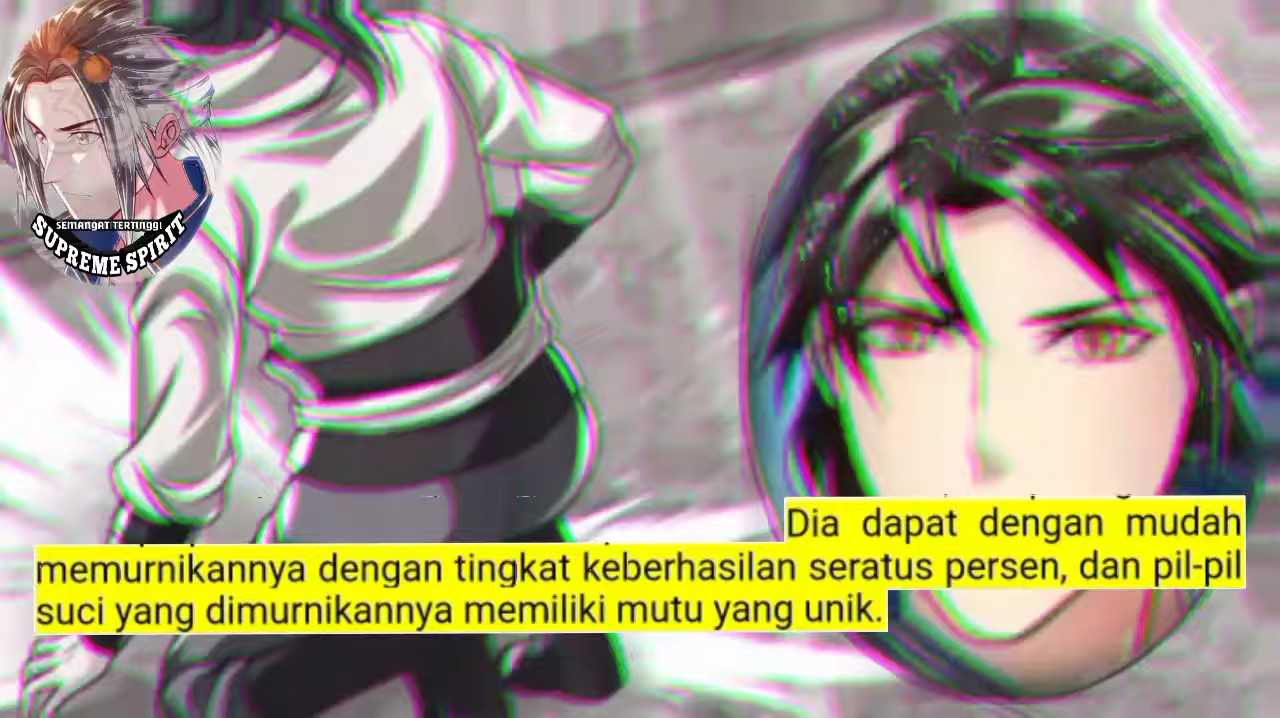 SEMANGAT TERTINGGI
SUPREME SPIRIT
Dia dapat dengan mudah
memurnikannya dengan tingkat keberhasilan seratus persen, dan pil-pil
suci yang dimurnikannya memiliki mutu yang unik.